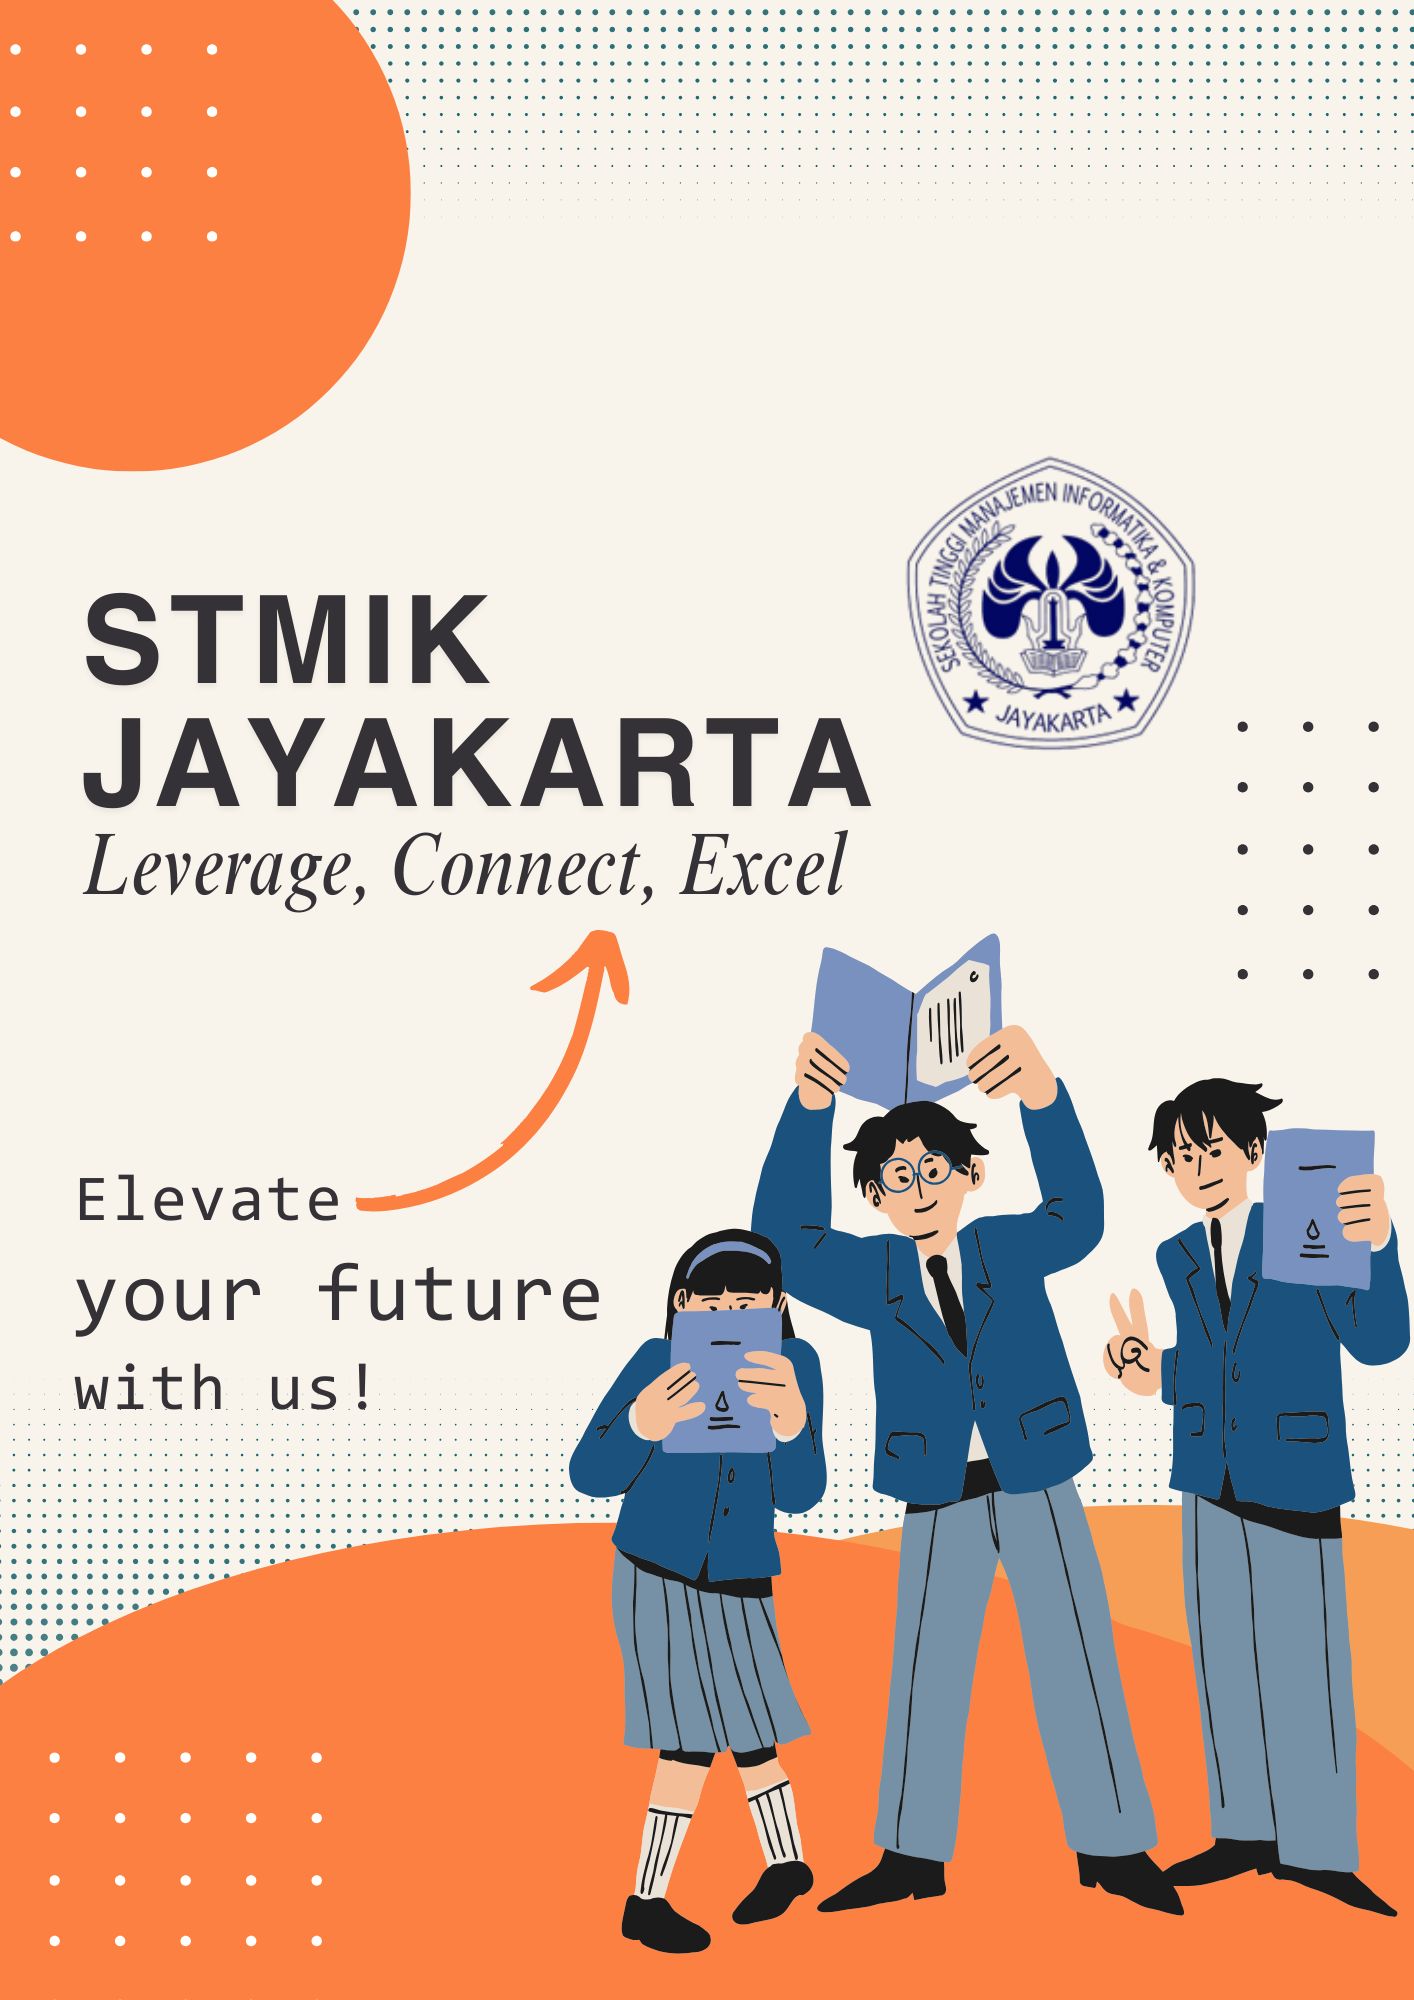 SEKOLAH TINGGI MANAJEMEN INFORMATIKA & KOMPUTER
JAYAKARTA
STMIK
JAYAKARTA
Leverage, Connect, Excel
Elevate
your future
with us!